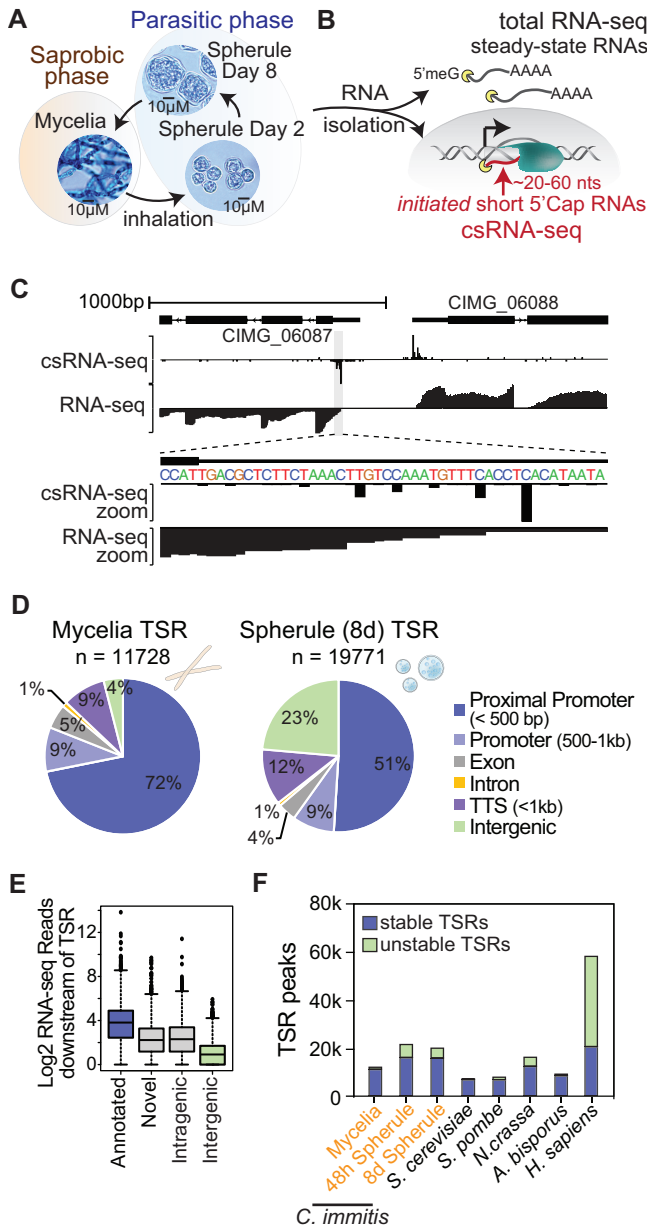 A
Parasitic phase
Saprobic
phase
Spherule
Day 8
10µM
Mycelia
Spherule Day 2
10µM
10µM
inhalation
B
total RNA-seq
steady-state RNAs
5'meG
AAAA
AAAA
RNA
isolation
~20-60 nts
initiated short 5'Cap RNAs
csRNA-seq
C
1000bp
CIMG_06088
CIMG_06087
csRNA-seq
RNA-seq
CCATTGACGCTCTTCTAAACTTGTCCAAATGTTTCACCTCACATAATA
csRNA-seq
zoom
RNA-seq
zoom
D
Mycelia TSR
n = 11728
Spherule (8d) TSR
n = 19771
1%
9%
4%
5%
9%
72%
23%
12%
1%
4%
9%
51%
Proximal Promoter
(< 500 bp)
Promoter (500-1kb)
Exon
Intron
TTS (<1kb)
Intergenic
E
Log2 RNA-seq Reads
downstream of TSR
12
8
4
0
Annotated
Novel
Intragenic
Intergenic
F
TSR peaks
80k
60k
40k
20k
0
stable TSRs
unstable TSRs
Mycelia
48h Spherule
8d Spherule
S. cerevisiae
S. pombe
N.crassa
A. bisporus
H. sapiens
C. immitis